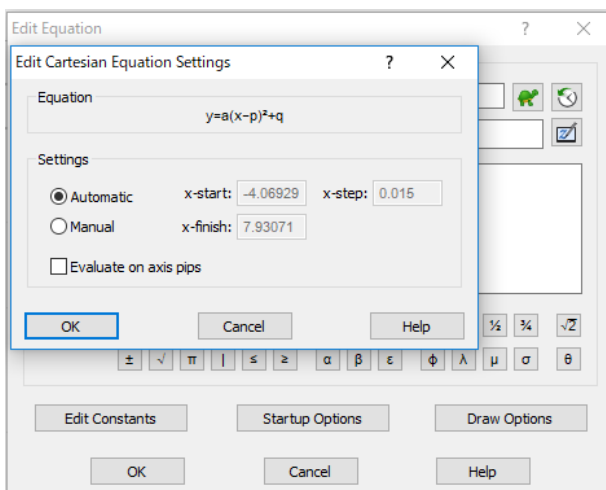 Edit Equation ?
Edit Cartesian Equation Settings ?
Equation
y=a(x-p)²+q
Settings
Automatic x-start: -4.06929 x-step: 0.015
Manual x-finish: 7.93071
Evaluate on axis pips
OK Cancel Help
½ ¾ √2
± √ π | ≤ ≥ α β ε φ λ μ σ θ
Edit Constants Startup Options Draw Options
OK Cancel Help